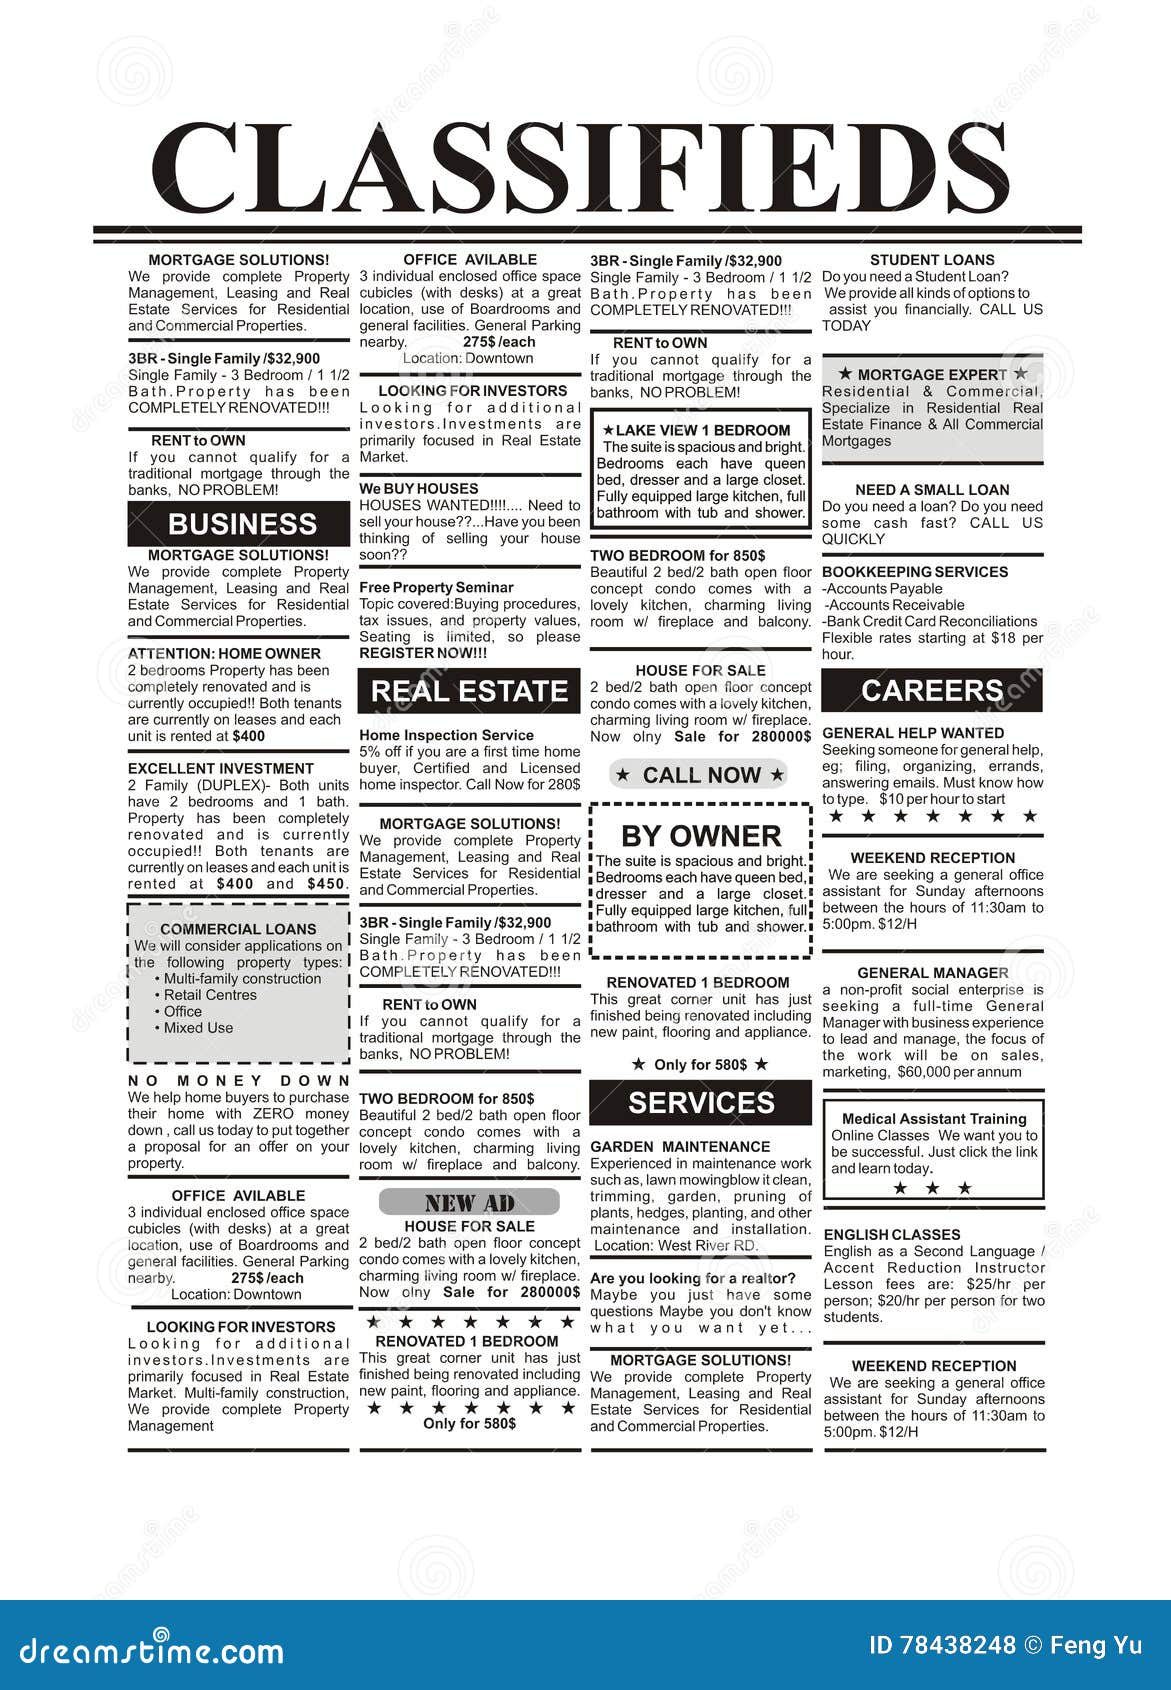 CLASSIFIEDS
MORTGAGE SOLUTIONS!
We provide complete Property
Management, Leasing and Real
Estate Services for Residential
and Commercial Properties.
3BR - Single Family /$32,900
Single Family - 3 Bedroom / 1 1/2
Bath.Property has been
COMPLETELY RENOVATED!!!
RENT to OWN
If you cannot qualify for a
traditional mortgage through the
banks, NO PROBLEM!
BUSINESS
MORTGAGE SOLUTIONS!
We provide complete Property
Management, Leasing and Real
Estate Services for Residential
and Commercial Properties.
ATTENTION: HOME OWNER
2 bedrooms Property has been
completely renovated and is
currently occupied!! Both tenants
are currently on leases and each
unit is rented at $400
EXCELLENT INVESTMENT
2 Family (DUPLEX)- Both units
have 2 bedrooms and 1 bath.
Property has been completely
renovated and is currently
occupied!! Both tenants are
currently on leases and each unit is
rented at $400 and $450.
COMMERCIAL LOANS
We will consider applications on
the following property types:
• Multi-family construction
• Retail Centres
• Office
• Mixed Use
NO MONEY DOWN
We help home buyers to purchase
their home with ZERO money
down , call us today to put together
a proposal for an offer on your
property.
OFFICE AVILABLE
3 individual enclosed office space
cubicles (with desks) at a great
location, use of Boardrooms and
general facilities. General Parking
nearby. 275$ /each
Location: Downtown
LOOKING FOR INVESTORS
Looking for additional
investors.Investments are
primarily focused in Real Estate
Market. Multi-family construction,
We provide complete Property
Management
OFFICE AVILABLE
3 individual enclosed office space
cubicles (with desks) at a great
location, use of Boardrooms and
general facilities. General Parking
nearby. 275$ /each
Location: Downtown
LOOKING FOR INVESTORS
Looking for additional
investors.Investments are
primarily focused in Real Estate
Market.
We BUY HOUSES
HOUSES WANTED!!!!.... Need to
sell your house??...Have you been
thinking of selling your house
soon??
Free Property Seminar
Topic covered:Buying procedures,
tax issues, and property values,
Seating is limited, so please
REGISTER NOW!!!
REAL ESTATE
Home Inspection Service
5% off if you are a first time home
buyer, Certified and Licensed
home inspector. Call Now for 280$
MORTGAGE SOLUTIONS!
We provide complete Property
Management, Leasing and Real
Estate Services for Residential
and Commercial Properties.
3BR - Single Family /$32,900
Single Family - 3 Bedroom / 1 1/2
Bath.Property has been
COMPLETELY RENOVATED!!!
RENT to OWN
If you cannot qualify for a
traditional mortgage through the
banks, NO PROBLEM!
TWO BEDROOM for 850$
Beautiful 2 bed/2 bath open floor
concept condo comes with a
lovely kitchen, charming living
room w/ fireplace and balcony.
NEW AD
HOUSE FOR SALE
2 bed/2 bath open floor concept
condo comes with a lovely kitchen,
charming living room w/ fireplace.
Now olny Sale for 280000$
★ ★ ★ ★ ★ ★ ★
RENOVATED 1 BEDROOM
This great corner unit has just
finished being renovated including
new paint, flooring and appliance.
★ ★ ★ ★ ★ ★ ★
Only for 580$
3BR - Single Family /$32,900
Single Family - 3 Bedroom / 1 1/2
Bath.Property has been
COMPLETELY RENOVATED!!!
RENT to OWN
If you cannot qualify for a
traditional mortgage through the
banks, NO PROBLEM!
★LAKE VIEW 1 BEDROOM
The suite is spacious and bright.
Bedrooms each have queen
bed, dresser and a large closet.
Fully equipped large kitchen, full
bathroom with tub and shower.
TWO BEDROOM for 850$
Beautiful 2 bed/2 bath open floor
concept condo comes with a
lovely kitchen, charming living
room w/ fireplace and balcony.
HOUSE FOR SALE
2 bed/2 bath open floor concept
condo comes with a lovely kitchen,
charming living room w/ fireplace.
Now olny Sale for 280000$
★ CALL NOW ★
BY OWNER
The suite is spacious and bright.
Bedrooms each have queen bed,
dresser and a large closet.
Fully equipped large kitchen, full
bathroom with tub and shower.
RENOVATED 1 BEDROOM
This great corner unit has just
finished being renovated including
new paint, flooring and appliance.
★ Only for 580$ ★
SERVICES
GARDEN MAINTENANCE
Experienced in maintenance work
such as, lawn mowingblow it clean,
trimming, garden, pruning of
plants, hedges, planting, and other
maintenance and installation.
Location: West River RD.
Are you looking for a realtor?
Maybe you just have some
questions Maybe you don't know
what you want yet...
MORTGAGE SOLUTIONS!
We provide complete Property
Management, Leasing and Real
Estate Services for Residential
and Commercial Properties.
STUDENT LOANS
Do you need a Student Loan?
We provide all kinds of options to
assist you financially. CALL US
TODAY
★ MORTGAGE EXPERT ★
Residential & Commercial,
Specialize in Residential Real
Estate Finance & All Commercial
Mortgages
NEED A SMALL LOAN
Do you need a loan? Do you need
some cash fast? CALL US
QUICKLY
BOOKKEEPING SERVICES
-Accounts Payable
-Accounts Receivable
-Bank Credit Card Reconciliations
Flexible rates starting at $18 per
hour.
CAREERS
GENERAL HELP WANTED
Seeking someone for general help,
eg; filing, organizing, errands,
answering emails. Must know how
to type. $10 per hour to start
★ ★ ★ ★ ★ ★ ★
WEEKEND RECEPTION
We are seeking a general office
assistant for Sunday afternoons
between the hours of 11:30am to
5:00pm. $12/H
GENERAL MANAGER
a non-profit social enterprise is
seeking a full-time General
Manager with business experience
to lead and manage, the focus of
the work will be on sales,
marketing, $60,000 per annum
Medical Assistant Training
Online Classes We want you to
be successful. Just click the link
and learn today.
★ ★ ★
ENGLISH CLASSES
English as a Second Language /
Accent Reduction Instructor
Lesson fees are: $25/hr per
person; $20/hr per person for two
students.
WEEKEND RECEPTION
We are seeking a general office
assistant for Sunday afternoons
between the hours of 11:30am to
5:00pm. $12/H
dreamstime.com
ID 78438248 © Feng Yu